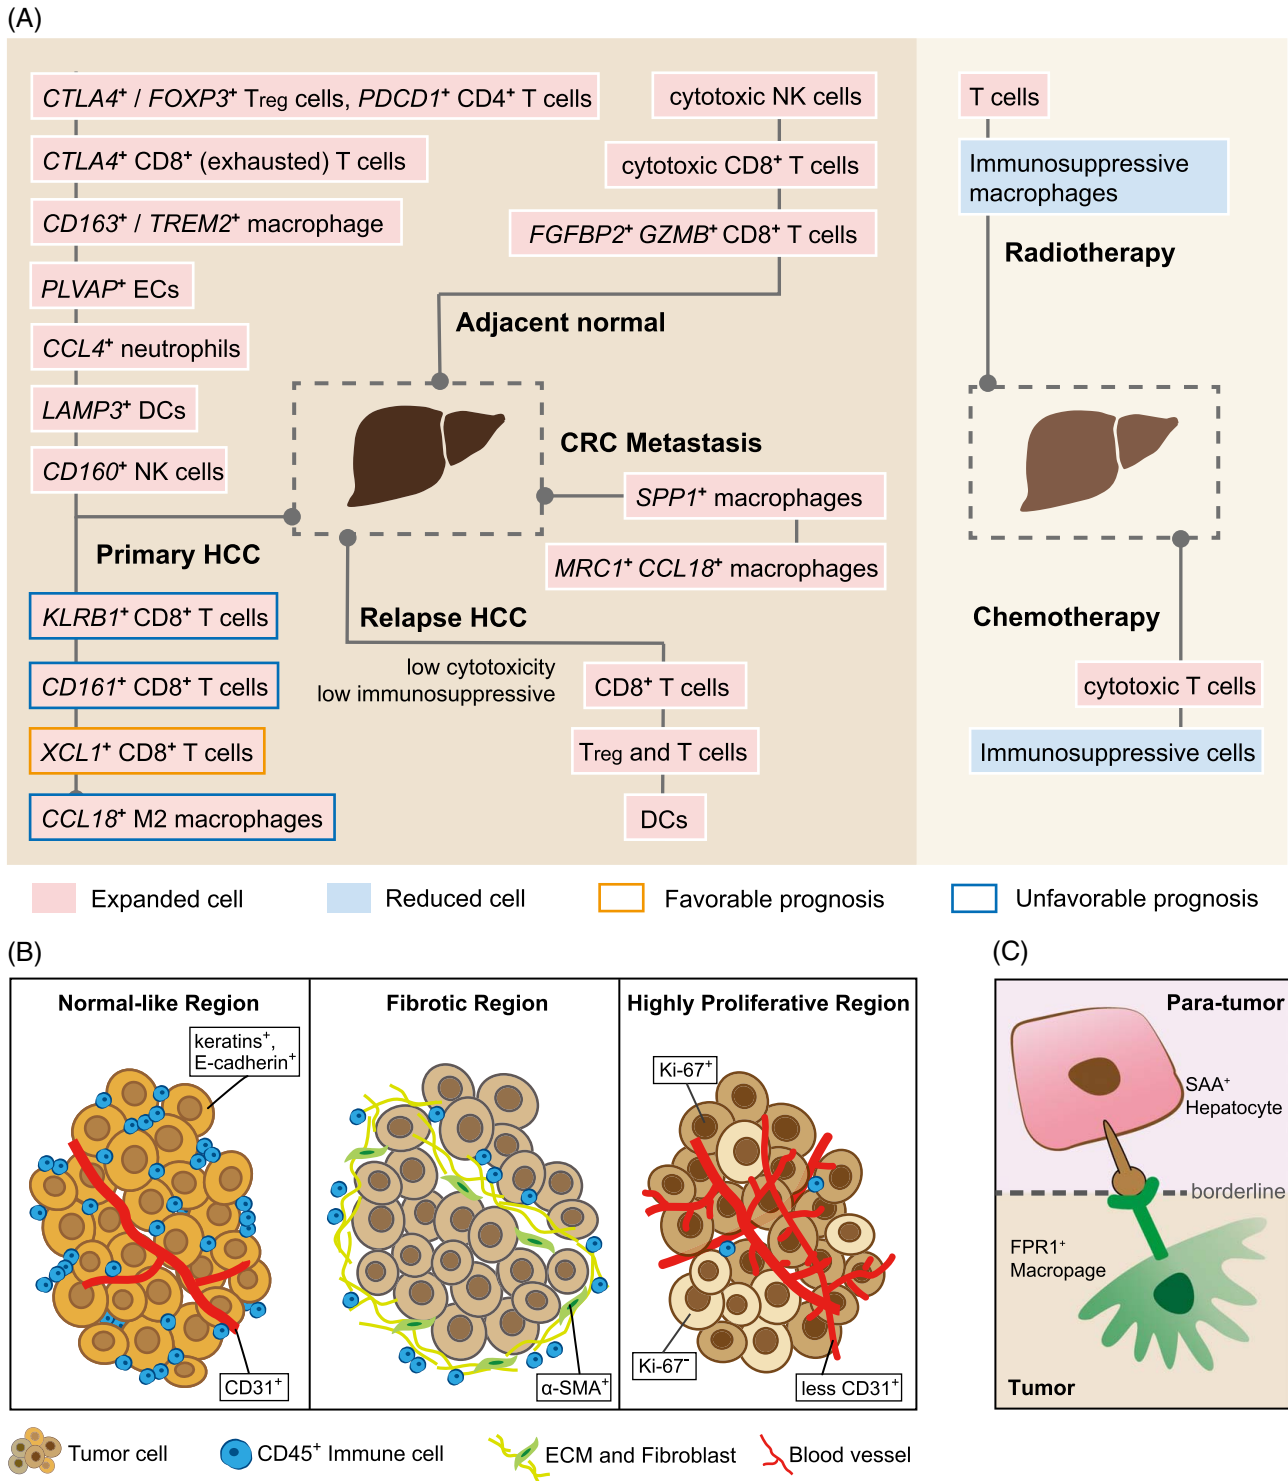 (A)
CTLA4⁺ / FOXP3⁺ Treg cells, PDCD1⁺ CD4⁺ T cells
CTLA4⁺ CD8⁺ (exhausted) T cells
CD163⁺ / TREM2⁺ macrophage
PLVAP⁺ ECs
CCL4⁺ neutrophils
LAMP3⁺ DCs
CD160⁺ NK cells
Primary HCC
KLRB1⁺ CD8⁺ T cells
CD161⁺ CD8⁺ T cells
XCL1⁺ CD8⁺ T cells
CCL18⁺ M2 macrophages
cytotoxic NK cells
cytotoxic CD8⁺ T cells
FGFBP2⁺ GZMB⁺ CD8⁺ T cells
Adjacent normal
CRC Metastasis
SPP1⁺ macrophages
MRC1⁺ CCL18⁺ macrophages
Relapse HCC
low cytotoxicity
low immunosuppressive
CD8⁺ T cells
Treg and T cells
DCs
T cells
Immunosuppressive
macrophages
Radiotherapy
Chemotherapy
cytotoxic T cells
Immunosuppressive cells
Expanded cell
Reduced cell
Favorable prognosis
Unfavorable prognosis
(B)
Normal-like Region
keratins⁺,
E-cadherin⁺
CD31⁺
Fibrotic Region
α-SMA⁺
Highly Proliferative Region
Ki-67⁺
Ki-67⁻
less CD31⁺
Tumor cell
CD45⁺ Immune cell
ECM and Fibroblast
Blood vessel
(C)
Para-tumor
SAA⁺
Hepatocyte
borderline
FPR1⁺
Macropage
Tumor